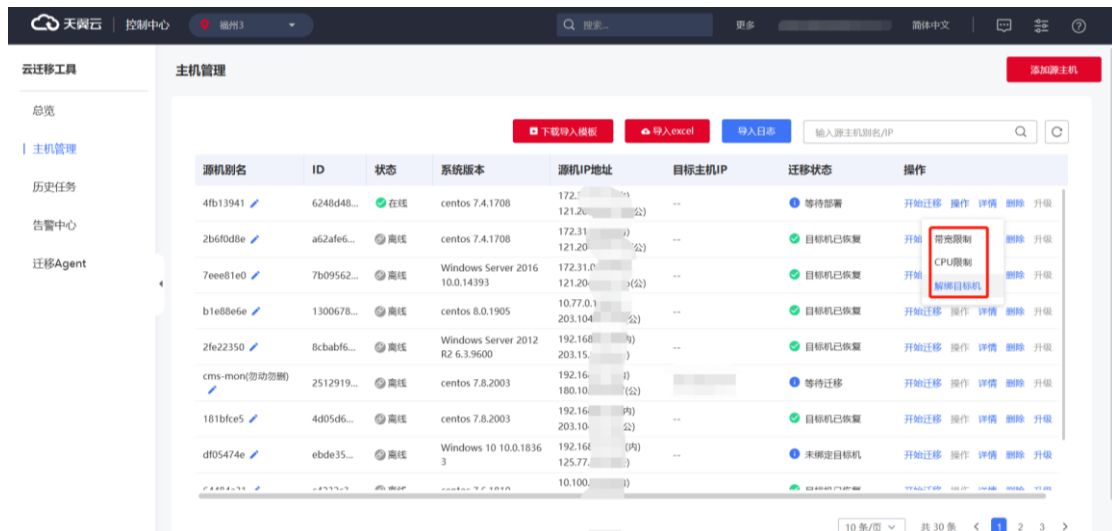 天翼云 控制中心 福州3 搜索... 更多 简体中文
云迁移工具
总览
主机管理
历史任务
告警中心
迁移Agent
主机管理 添加源主机
下载导入模板 导入excel 导入日志 输入源主机别名/IP
源机别名 ID 状态 系统版本 源机IP地址 目标主机IP 迁移状态 操作
4fb13941 6248d48... 在线 centos 7.4.1708 -- 等待部署 开始迁移 操作 详情 删除 升级
2b6f0d8e a62afe6... 离线 centos 7.4.1708 172.31 121.20 公) -- 目标机已恢复 开始 删除 升级
带宽限制
CPU限制
解绑目标机
7eee81e0 7b09562... 离线 Windows Server 2016 10.0.14393 172.31.0 121.20 (公) -- 目标机已恢复 开始 删除 升级
b1e88e6e 1300678... 离线 centos 8.0.1905 10.77.0.1 203.104 公) -- 目标机已恢复 开始迁移 操作 详情 删除 升级
2fe22350 8cbabf6... 离线 Windows Server 2012 R2 6.3.9600 192.168 203.15. -- 目标机已恢复 开始迁移 操作 详情 删除 升级
cms-mon(勿动勿删) 2512919... 离线 centos 7.8.2003 192.16 180.10. (公) 等待迁移 开始迁移 操作 详情 删除 升级
181bfce5 4d05d6... 离线 centos 7.8.2003 192.16 内) 203.10 公) -- 目标机已恢复 开始迁移 操作 详情 删除 升级
df05474e ebde35... 离线 Windows 10 10.0.18363 192.168 (内) 125.77. -- 未绑定目标机 开始迁移 操作 详情 删除 升级
10.100.
10 条/页 共 30 条 1 2 3